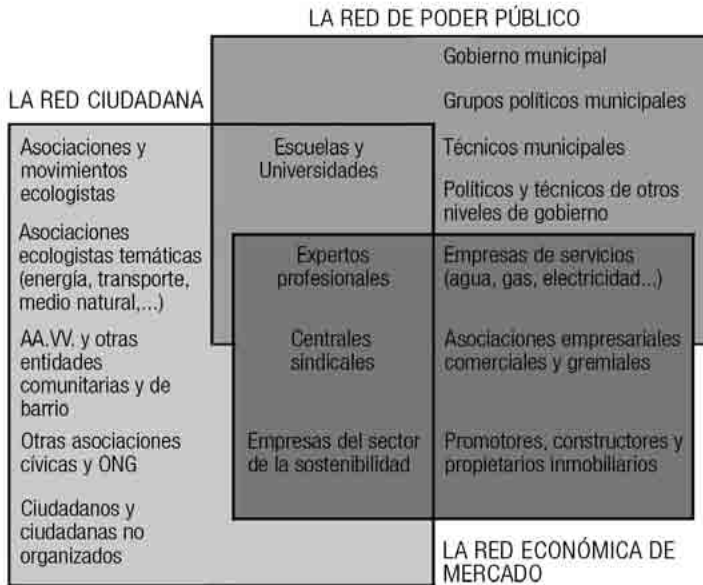 LA RED DE PODER PÚBLICO
Gobierno municipal
Grupos políticos municipales
Técnicos municipales
Políticos y técnicos de otros
niveles de gobierno
LA RED CIUDADANA
Asociaciones y
movimientos
ecologistas
Asociaciones
ecologistas temáticas
(energía, transporte,
medio natural,...)
AA.VV. y otras
entidades
comunitarias y de
barrio
Otras asociaciones
cívicas y ONG
Ciudadanos y
ciudadanas no
organizados
Escuelas y
Universidades
Expertos
profesionales
Centrales
sindicales
Empresas del sector
de la sostenibilidad
Empresas de servicios
(agua, gas, electricidad...)
Asociaciones empresariales
comerciales y gremiales
Promotores, constructores y
propietarios inmobiliarios
LA RED ECONÓMICA DE
MERCADO